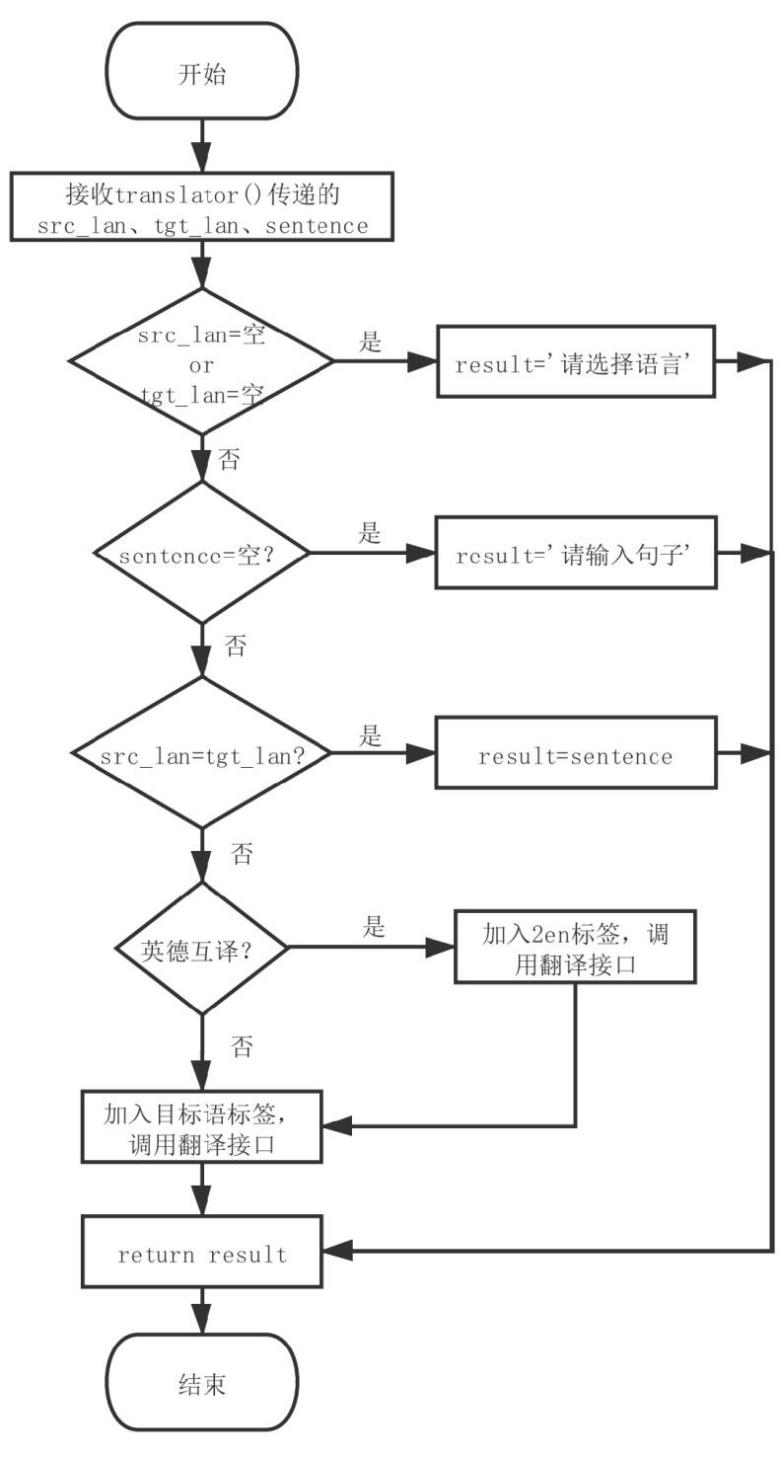 开始
接收translator()传递的
src_lan、tgt_lan、sentence
src_lan=空
or
tgt_lan=空
是
result='请选择语言'
否
sentence=空?
是
result='请输入句子'
否
src_lan=tgt_lan?
是
result=sentence
否
英德互译?
是
加入2en标签，调
用翻译接口
否
加入目标语标签，
调用翻译接口
return result
结束